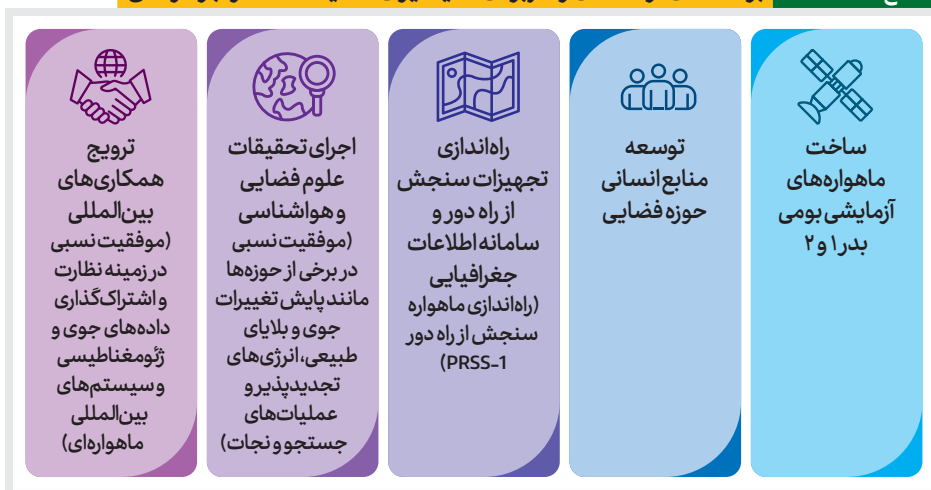 ساخت
ماهواره‌های
آزمایشی بومی
بدر ۱ و ۲
توسعه
منابع انسانی
حوزه فضایی
راه‌اندازی
تجهیزات سنجش
از راه دور و
سامانه اطلاعات
جغرافیایی
(راه‌اندازی ماهواره
سنجش از راه دور
PRSS-1)
اجرای تحقیقات
علوم فضایی
و هواشناسی
(موفقیت نسبی
در برخی از حوزه‌ها
مانند پایش تغییرات
جوی و بلایای
طبیعی، انرژی‌های
تجدیدپذیر و
عملیات‌های
جستجو و نجات)
ترویج
همکاری‌های
بین‌المللی
(موفقیت نسبی
در زمینه نظارت
و اشتراک‌گذاری
داده‌های جوی و
ژئومغناطیسی
و سیستم‌های
بین‌المللی
ماهواره‌ای)